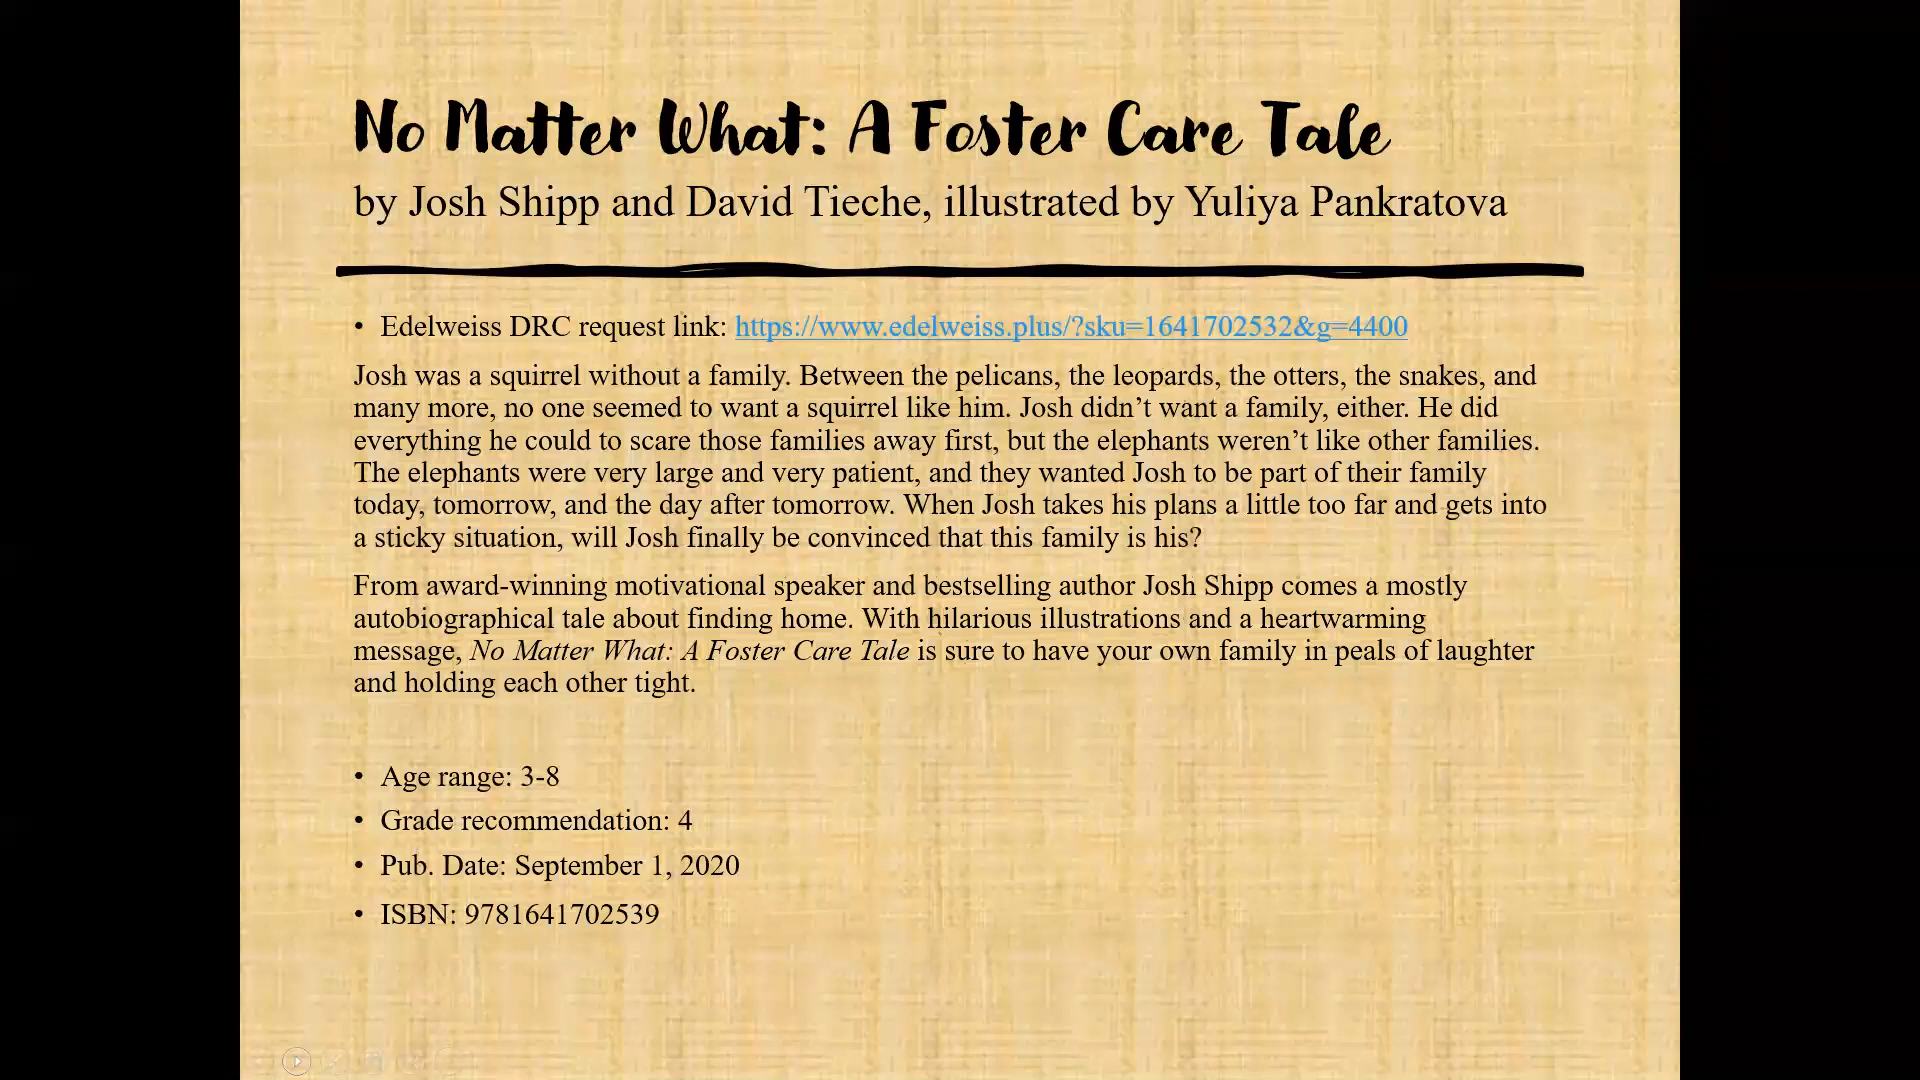 No Matter What: A Foster Care Tale
by Josh Shipp and David Tieche, illustrated by Yuliya Pankratova
• Edelweiss DRC request link: https://www.edelweiss.plus/?sku=1641702532&g=4400
Josh was a squirrel without a family. Between the pelicans, the leopards, the otters, the snakes, and
many more, no one seemed to want a squirrel like him. Josh didn’t want a family, either. He did
everything he could to scare those families away first, but the elephants weren’t like other families.
The elephants were very large and very patient, and they wanted Josh to be part of their family
today, tomorrow, and the day after tomorrow. When Josh takes his plans a little too far and gets into
a sticky situation, will Josh finally be convinced that this family is his?
From award-winning motivational speaker and bestselling author Josh Shipp comes a mostly
autobiographical tale about finding home. With hilarious illustrations and a heartwarming
message, No Matter What: A Foster Care Tale is sure to have your own family in peals of laughter
and holding each other tight.
• Age range: 3-8
• Grade recommendation: 4
• Pub. Date: September 1, 2020
• ISBN: 9781641702539